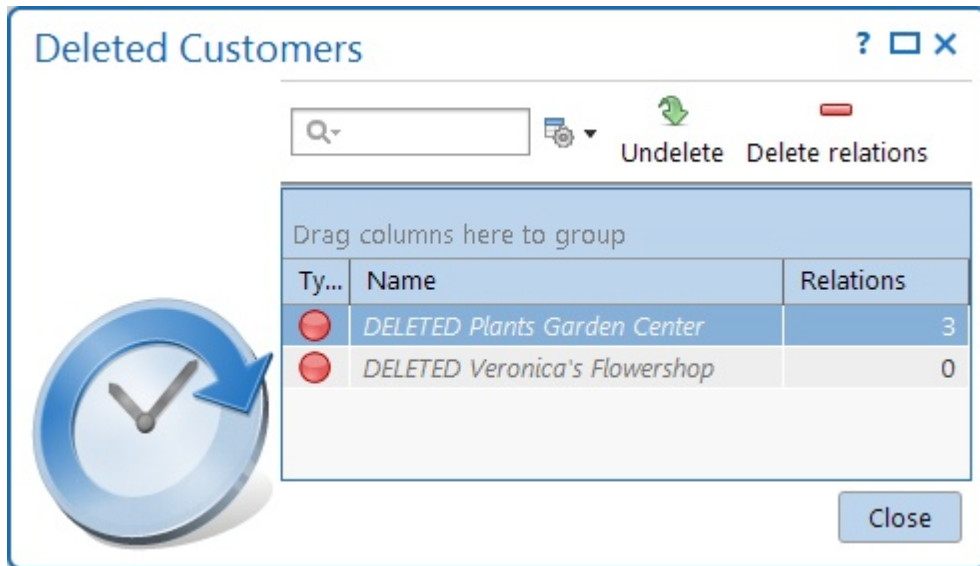 Deleted Customers ?
Undelete Delete relations
Drag columns here to group
Ty... Name Relations
DELETED Plants Garden Center 3
DELETED Veronica's Flowershop 0
Close